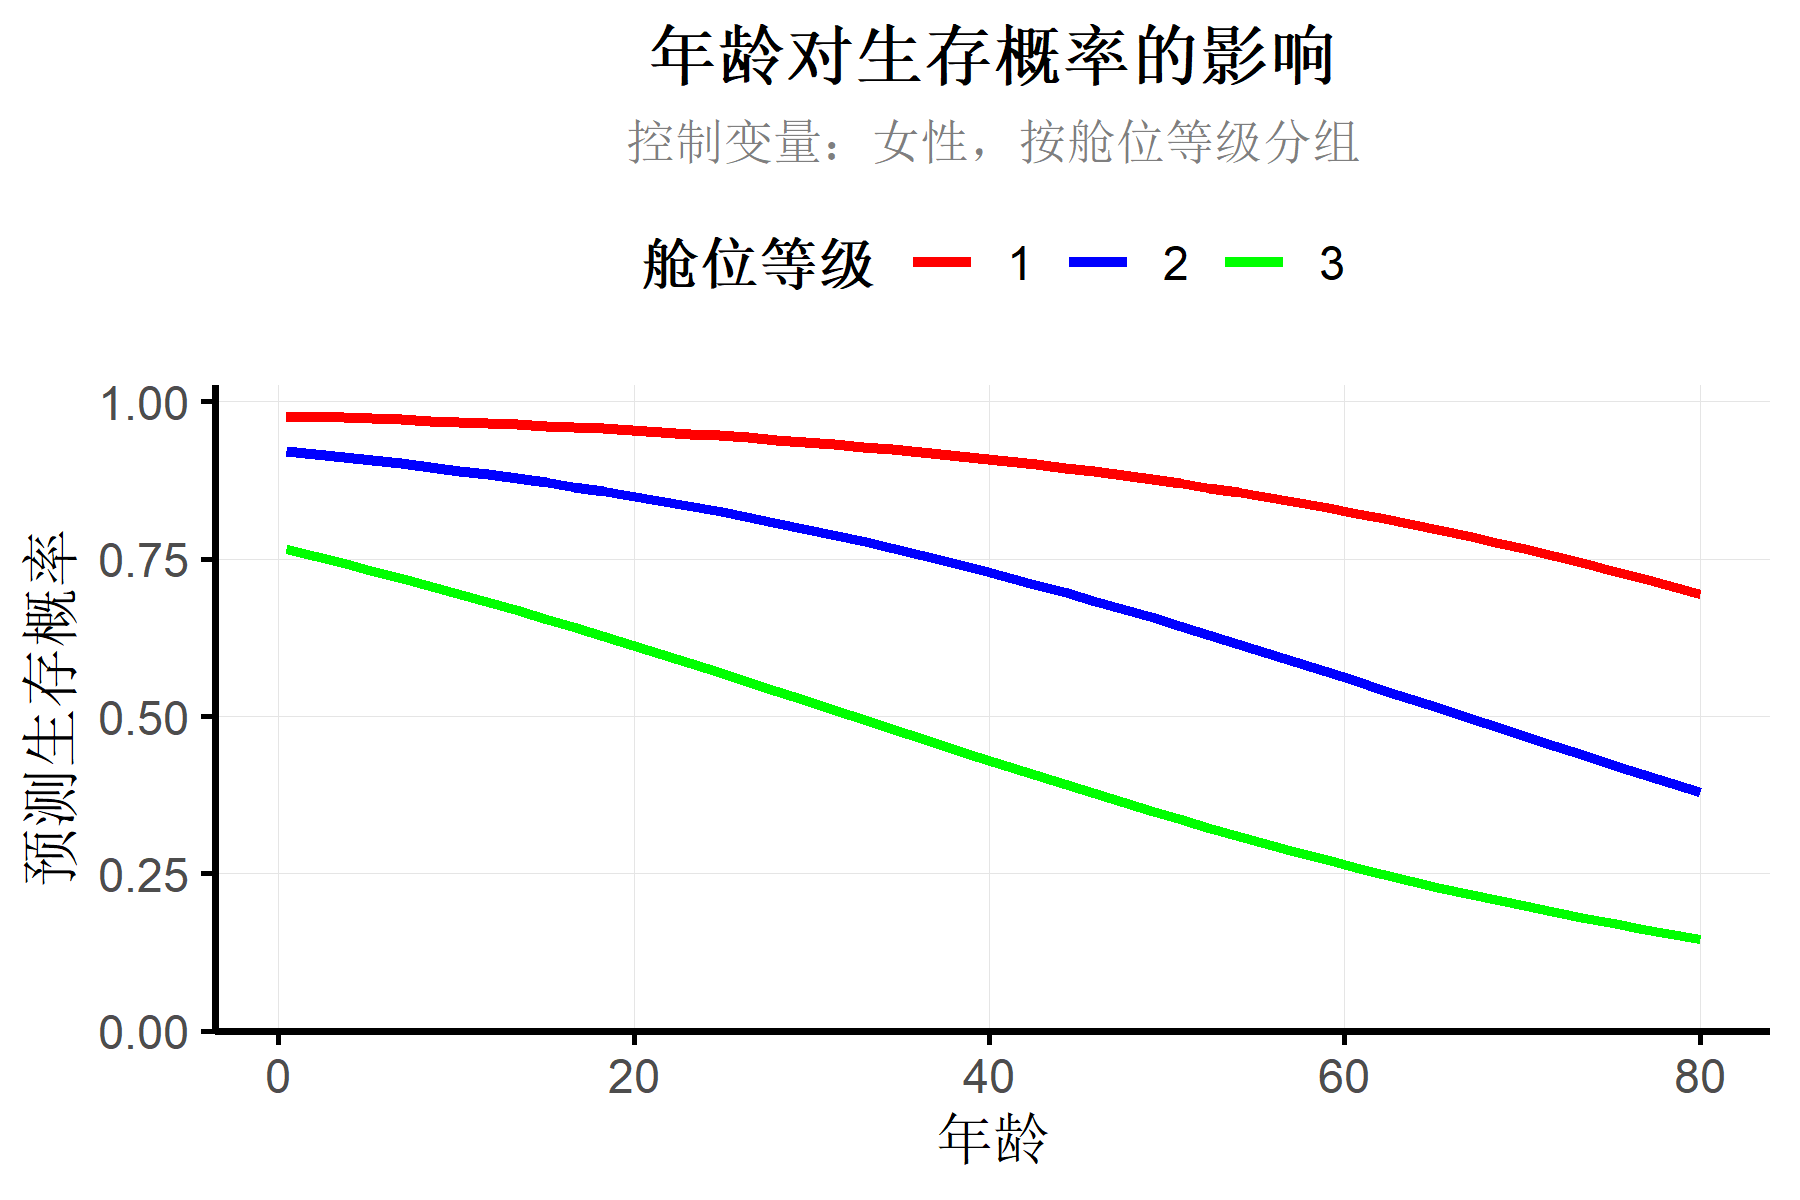 年龄对生存概率的影响
控制变量：女性，按舱位等级分组
舱位等级 1 2 3
预测生存概率
1.00
0.75
0.50
0.25
0.00
0 20 40 60 80
年龄